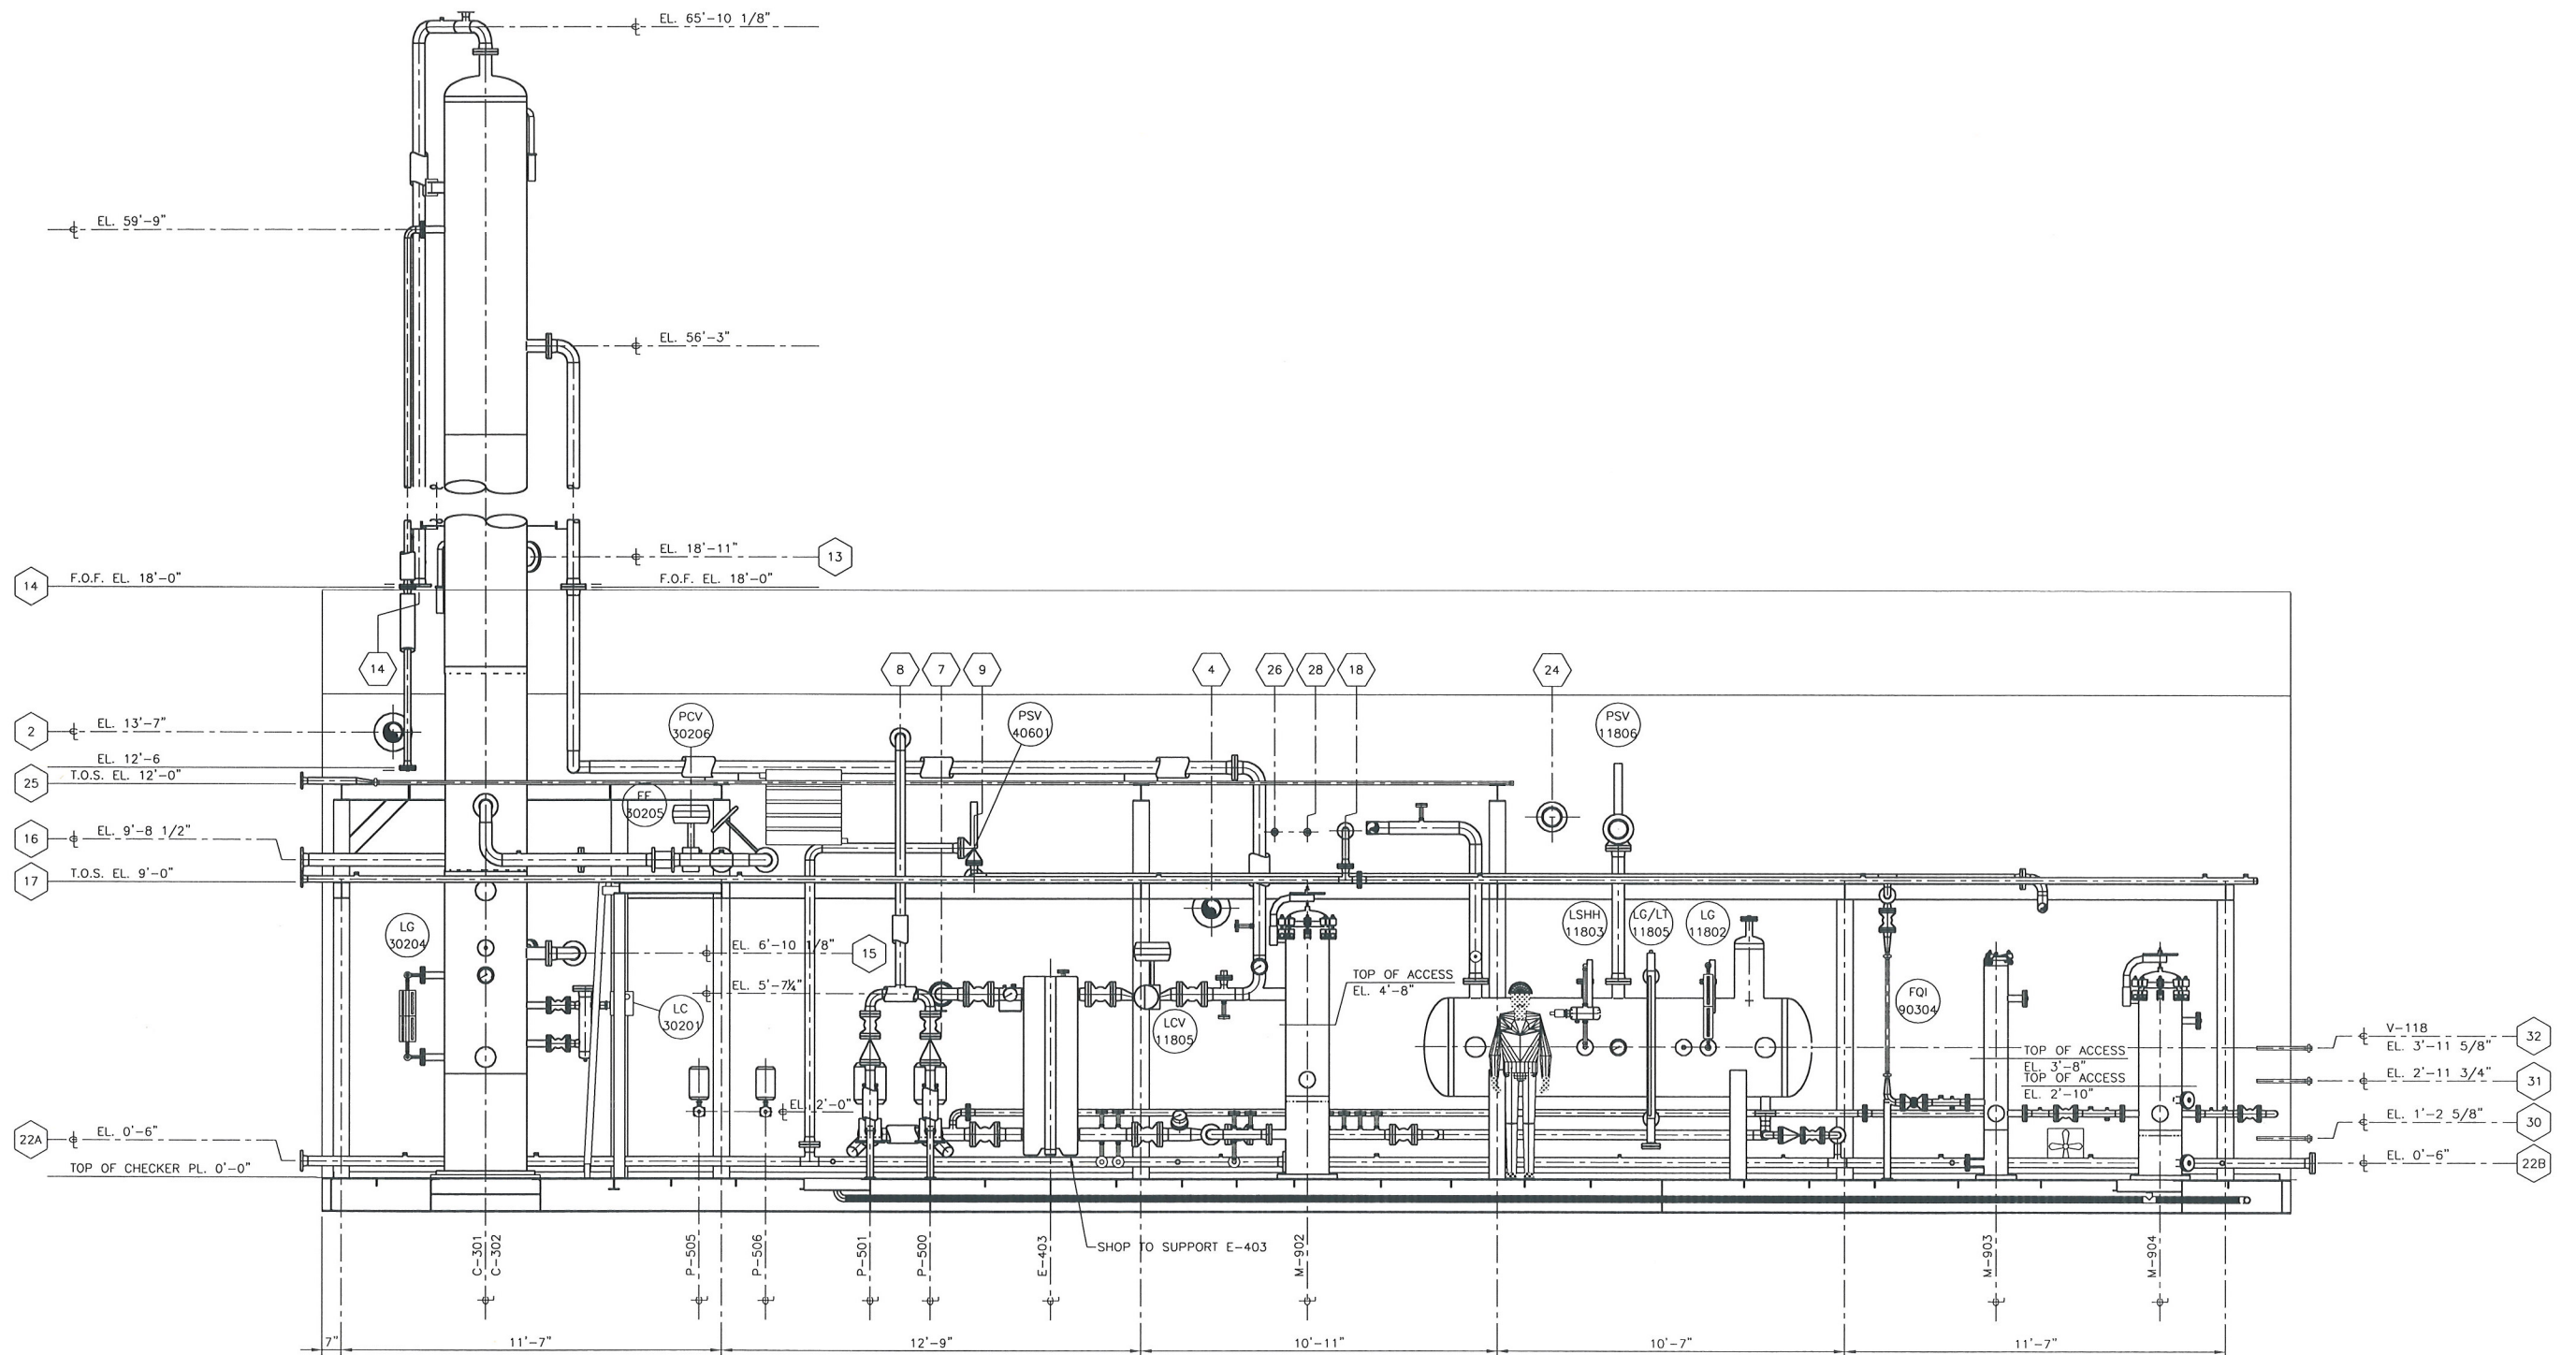 EL. 65'-10 1/8"
EL. 59'-9"
EL. 56'-3"
EL. 18'-11"
13
14
F.O.F. EL. 18'-0"
F.O.F. EL. 18'-0"
14
8
7
9
4
26
28
18
24
2
EL. 13'-7"
PCV
30206
PSV
40601
PSV
11806
EL. 12'-6
25
T.O.S. EL. 12'-0"
30205
16
EL. 9'-8 1/2"
17
T.O.S. EL. 9'-0"
LG
30204
LSHH
11803
LG/LT
11805
LG
11802
EL. 6'-10 1/8"
15
EL. 5'-7¼"
TOP OF ACCESS
EL. 4'-8"
LC
30201
LCV
11805
FQI
90304
V-118
EL. 3'-11 5/8"
32
TOP OF ACCESS
EL. 3'-8"
TOP OF ACCESS
EL. 2'-10"
EL. 2'-11 3/4"
31
EL. 2'-0"
EL. 1'-2 5/8"
30
22A
EL. 0'-6"
EL. 0'-6"
22B
TOP OF CHECKER PL. 0'-0"
SHOP TO SUPPORT E-403
C-301
C-302
P-505
P-506
P-501
P-500
E-403
M-902
M-903
M-904
7"
11'-7"
12'-9"
10'-11"
10'-7"
11'-7"